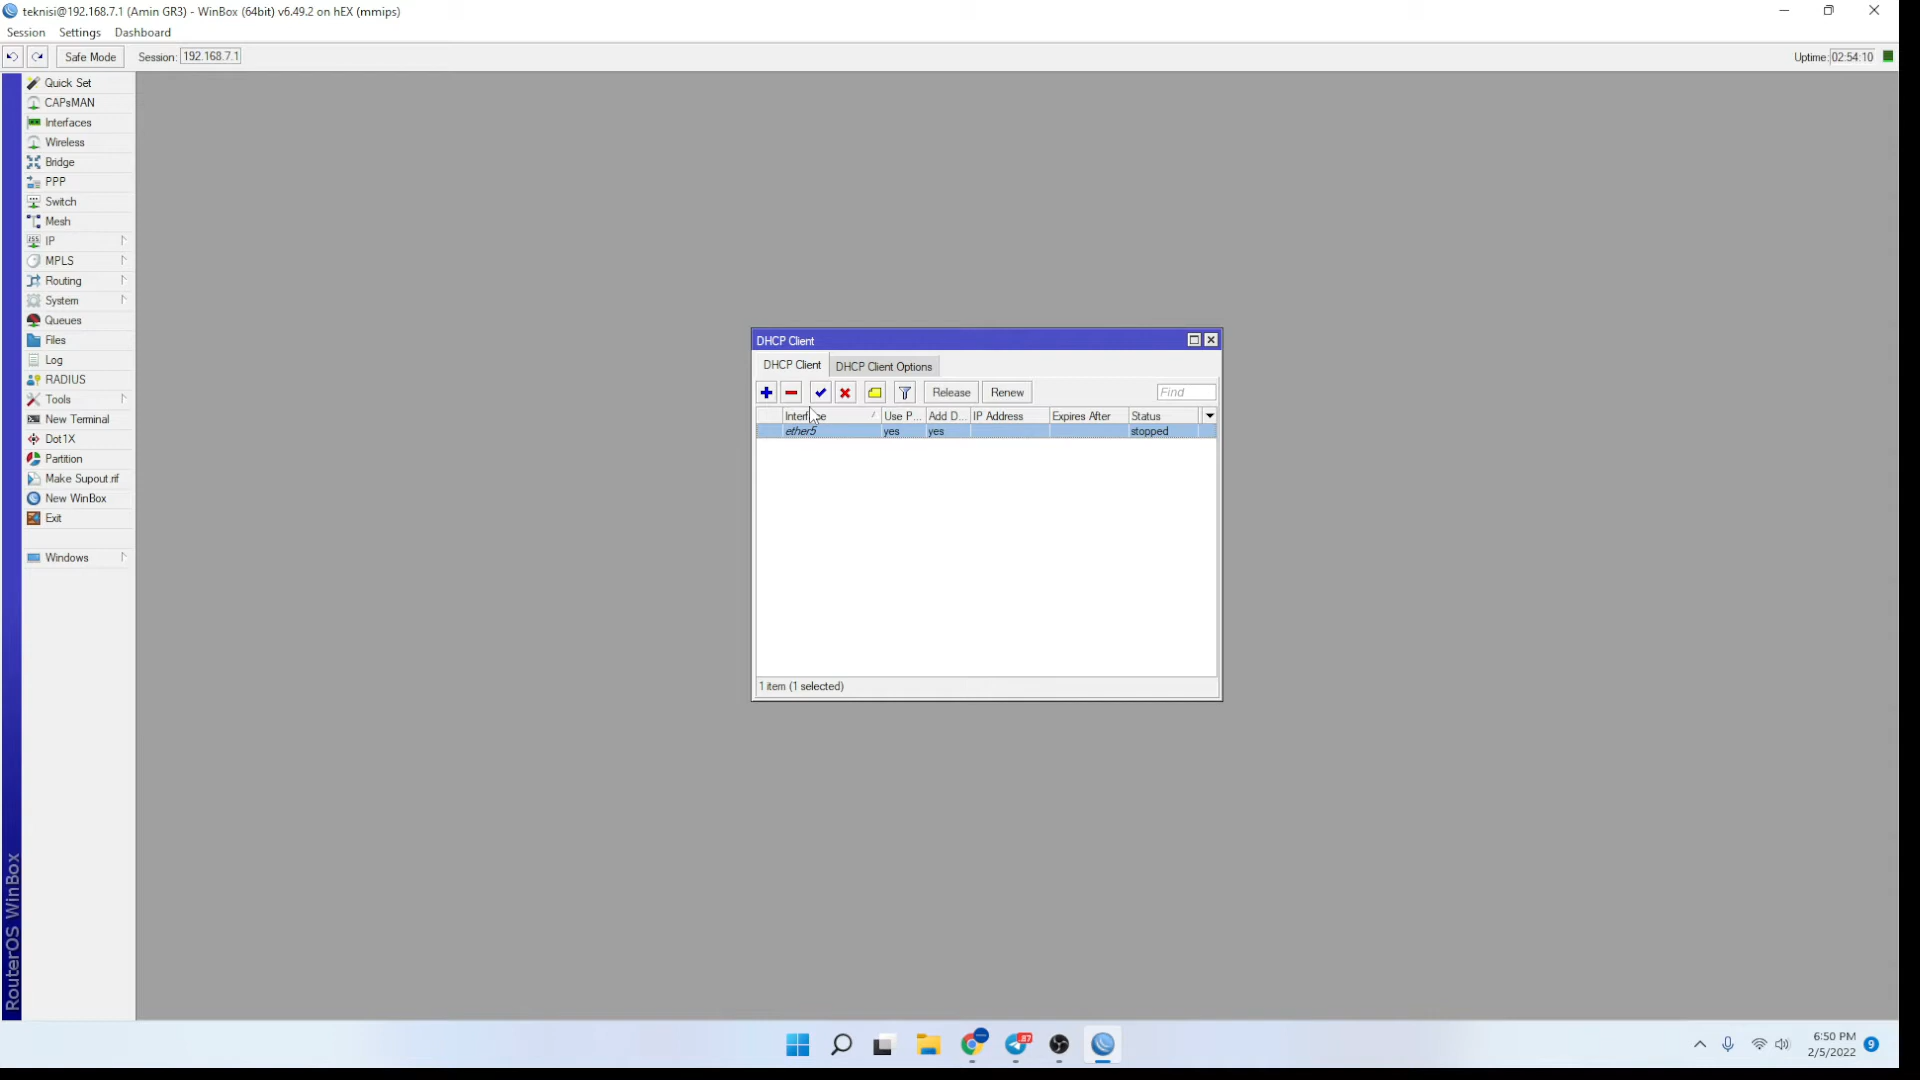 teknisi@192.168.7.1 (Amin GR3) - WinBox (64bit) v6.49.2 on hEX (mmips)
Session Settings Dashboard
Safe Mode Session: 192.168.7.1 Uptime: 02:54:10
Quick Set
CAPsMAN
Interfaces
Wireless
Bridge
PPP
Switch
Mesh
IP
MPLS
Routing
System
Queues
Files
Log
RADIUS
Tools
New Terminal
Dot1X
Partition
Make Supout.rif
New WinBox
Exit
Windows
RouterOS WinBox
DHCP Client
DHCP Client DHCP Client Options
Release Renew Find
Interface Use P... Add D... IP Address Expires After Status
ether5 yes yes stopped
1 item (1 selected)
87
6:50 PM
2/5/2022 9